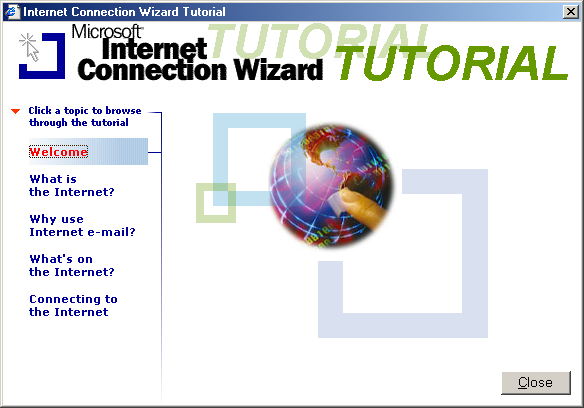 Internet Connection Wizard Tutorial
Microsoft®
Internet
Connection Wizard
TUTORIAL
TUTORIAL
Click a topic to browse
through the tutorial
Welcome
What is
the Internet?
Why use
Internet e-mail?
What's on
the Internet?
Connecting to
the Internet
Close